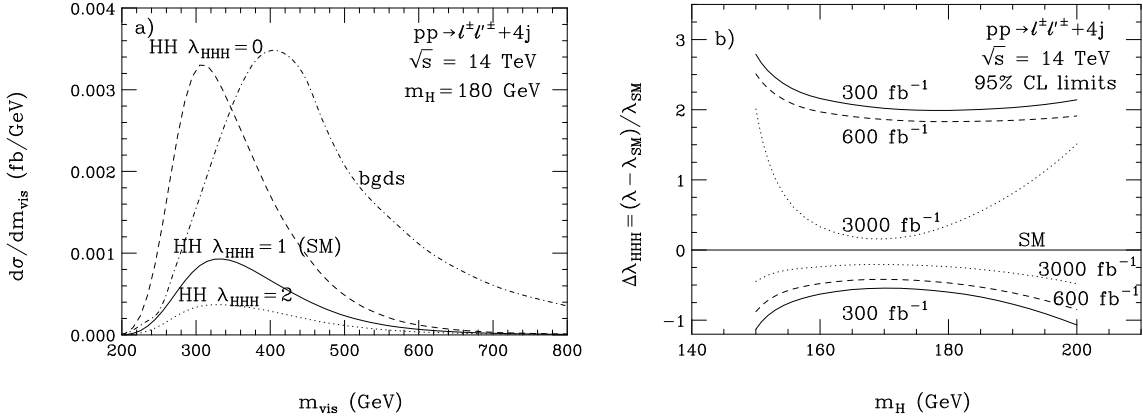 a)
HH λHHH=0
pp→l±l′±+4j
√s = 14 TeV
mH=180 GeV
bgds
HH λHHH=1 (SM)
HH λHHH=2
dσ/dmvis (fb/GeV)
0.004
0.003
0.002
0.001
0.000
200 300 400 500 600 700 800
mvis (GeV)
b)
pp→l±l′±+4j
√s = 14 TeV
95% CL limits
300 fb−1
600 fb−1
3000 fb−1
SM
3000 fb−1
600 fb−1
300 fb−1
ΔλHHH=(λ−λSM)/λSM
3
2
1
0
−1
140 160 180 200
mH (GeV)